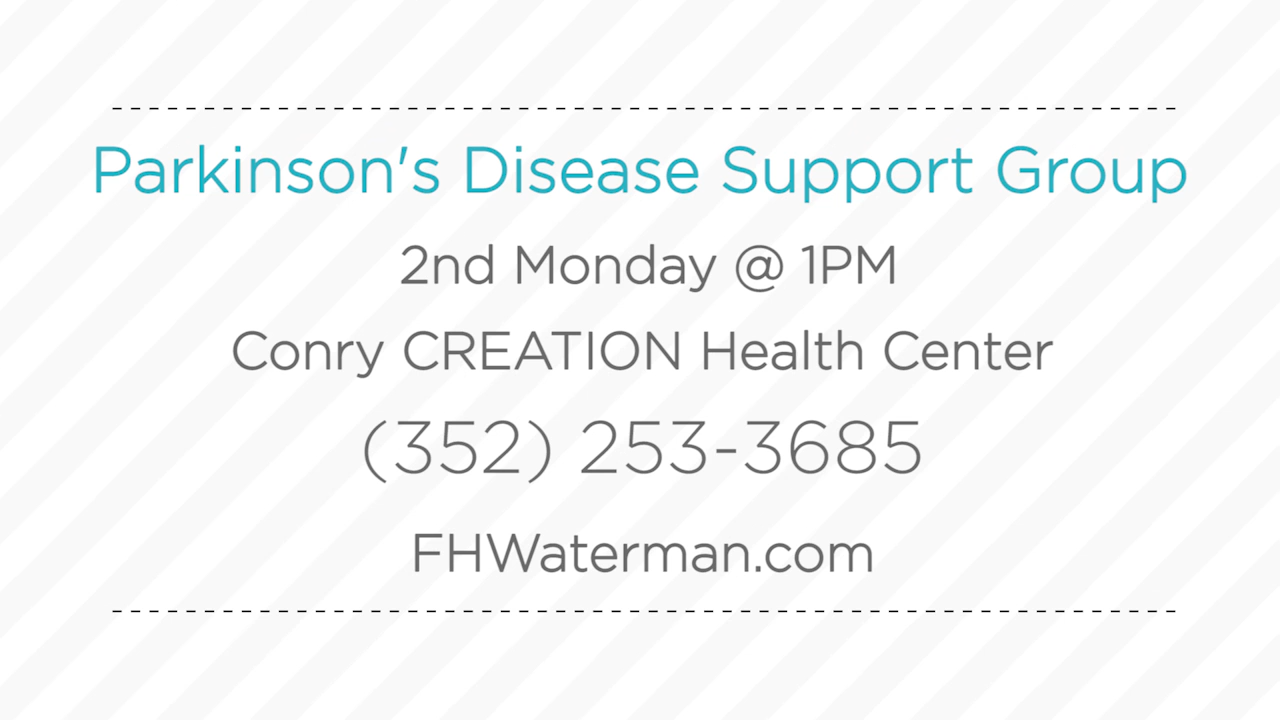 Parkinson's Disease Support Group
2nd Monday @ 1PM
Conry CREATION Health Center
(352) 253-3685
FHWaterman.com